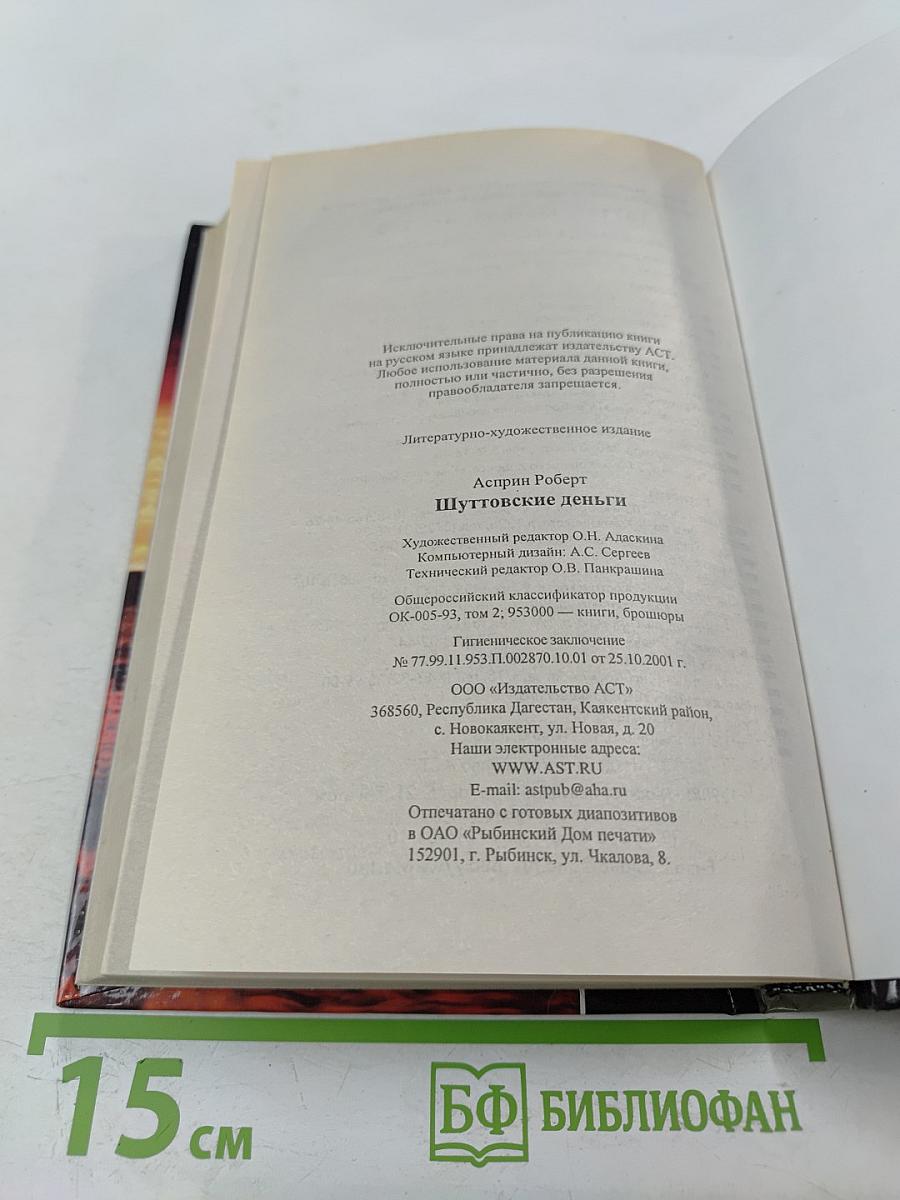 Исключительные права на публикацию книги
на русском языке принадлежат издательству АСТ.
Любое использование материала данной книги,
полностью или частично, без разрешения
правообладателя запрещается.
Литературно-художественное издание
Асприн Роберт
Шуттовские деньги
Художественный редактор О.Н. Адаскина
Компьютерный дизайн: А.С. Сергеев
Технический редактор О.В. Панкрашина
Общероссийский классификатор продукции
ОК-005-93, том 2; 953000 — книги, брошюры
Гигиеническое заключение
№ 77.99.11.953.П.002870.10.01 от 25.10.2001 г.
ООО «Издательство АСТ»
368560, Республика Дагестан, Каякентский район,
с. Новокаякент, ул. Новая, д. 20
Наши электронные адреса:
WWW.AST.RU
E-mail: astpub@aha.ru
Отпечатано с готовых диапозитивов
в ОАО «Рыбинский Дом печати»
152901, г. Рыбинск, ул. Чкалова, 8.
15 см
БФ БИБЛИОФАН